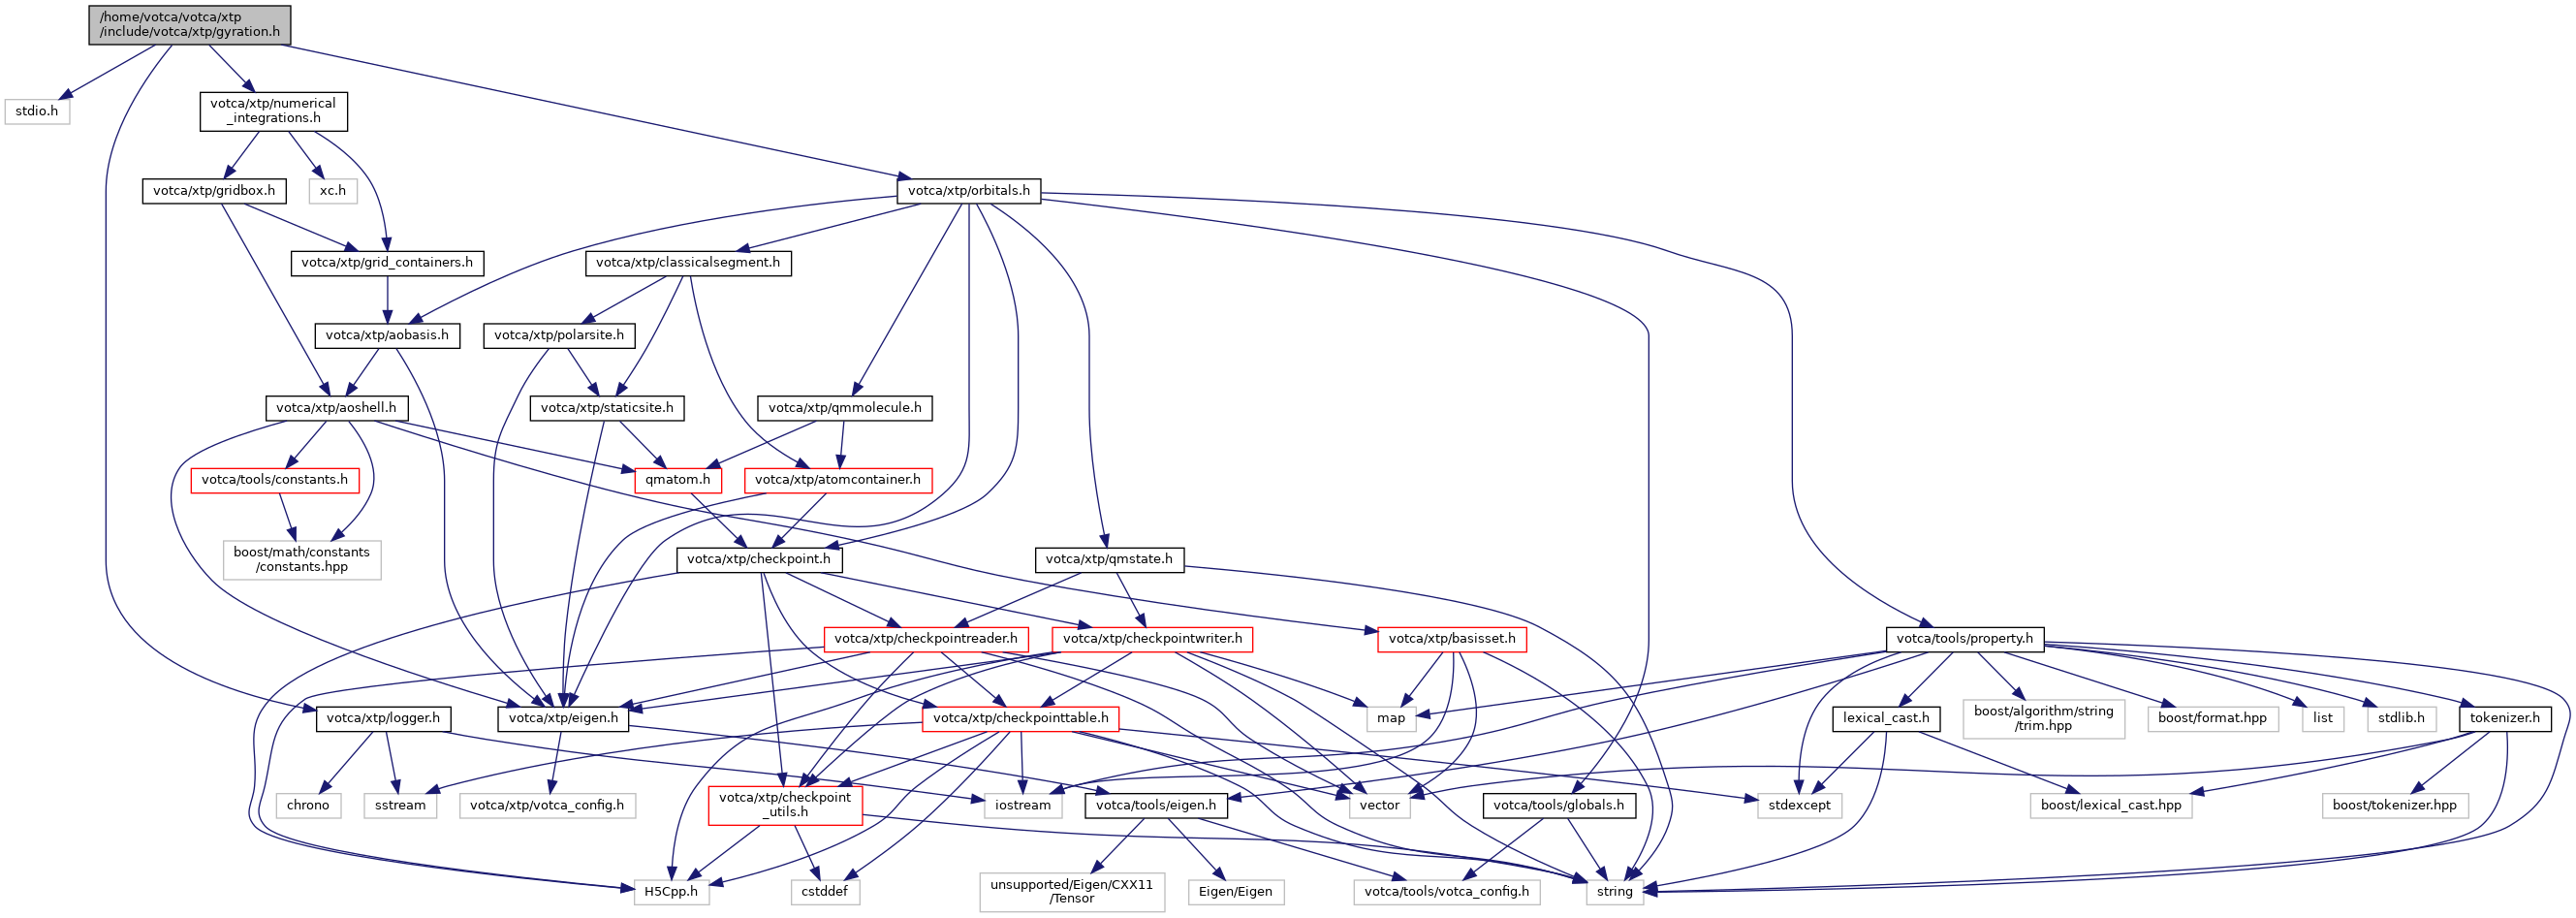 /home/votca/votca/xtp
/include/votca/xtp/gyration.h
stdio.h
votca/xtp/numerical
_integrations.h
votca/xtp/gridbox.h
xc.h
votca/xtp/orbitals.h
votca/xtp/grid_containers.h
votca/xtp/classicalsegment.h
votca/xtp/aobasis.h
votca/xtp/polarsite.h
votca/xtp/aoshell.h
votca/xtp/staticsite.h
votca/xtp/qmmolecule.h
votca/tools/constants.h
qmatom.h
votca/xtp/atomcontainer.h
boost/math/constants
/constants.hpp
votca/xtp/checkpoint.h
votca/xtp/qmstate.h
votca/xtp/checkpointreader.h
votca/xtp/checkpointwriter.h
votca/xtp/basisset.h
votca/tools/property.h
votca/xtp/logger.h
votca/xtp/eigen.h
votca/xtp/checkpointtable.h
map
lexical_cast.h
boost/algorithm/string
/trim.hpp
boost/format.hpp
list
stdlib.h
tokenizer.h
chrono
sstream
votca/xtp/votca_config.h
votca/xtp/checkpoint
_utils.h
iostream
votca/tools/eigen.h
vector
votca/tools/globals.h
stdexcept
boost/lexical_cast.hpp
boost/tokenizer.hpp
H5Cpp.h
cstddef
unsupported/Eigen/CXX11
/Tensor
Eigen/Eigen
votca/tools/votca_config.h
string